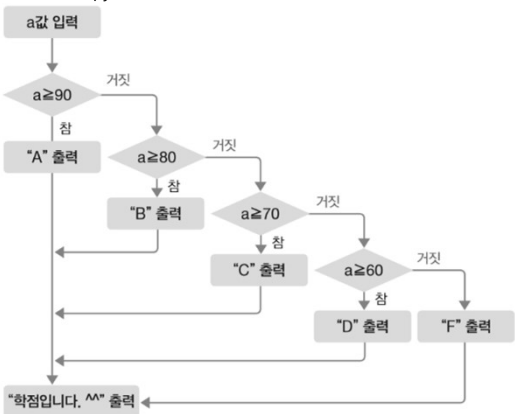 a값 입력
거짓
a≧90
참
거짓
"A" 출력
a≧80
참
거짓
"B" 출력
a≧70
참
거짓
"C" 출력
a≧60
참
"D" 출력
"F" 출력
"학점입니다. ^^" 출력